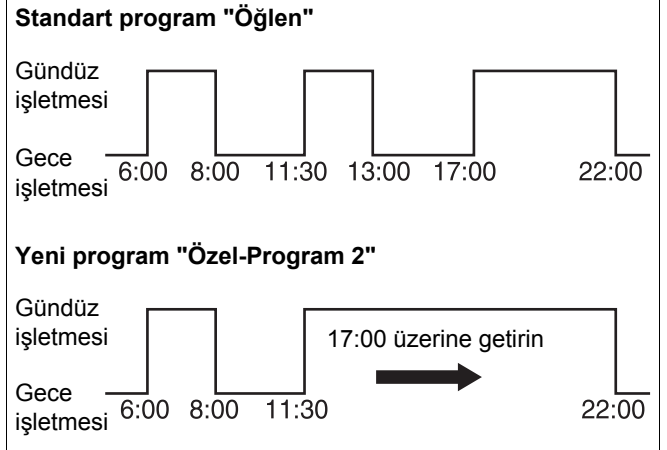 Standart program "Öğlen"
Gündüz
işletmesi
Gece
işletmesi
6:00 8:00 11:30 13:00 17:00 22:00
Yeni program "Özel-Program 2"
Gündüz
işletmesi
17:00 üzerine getirin
Gece
işletmesi
6:00 8:00 11:30 22:00